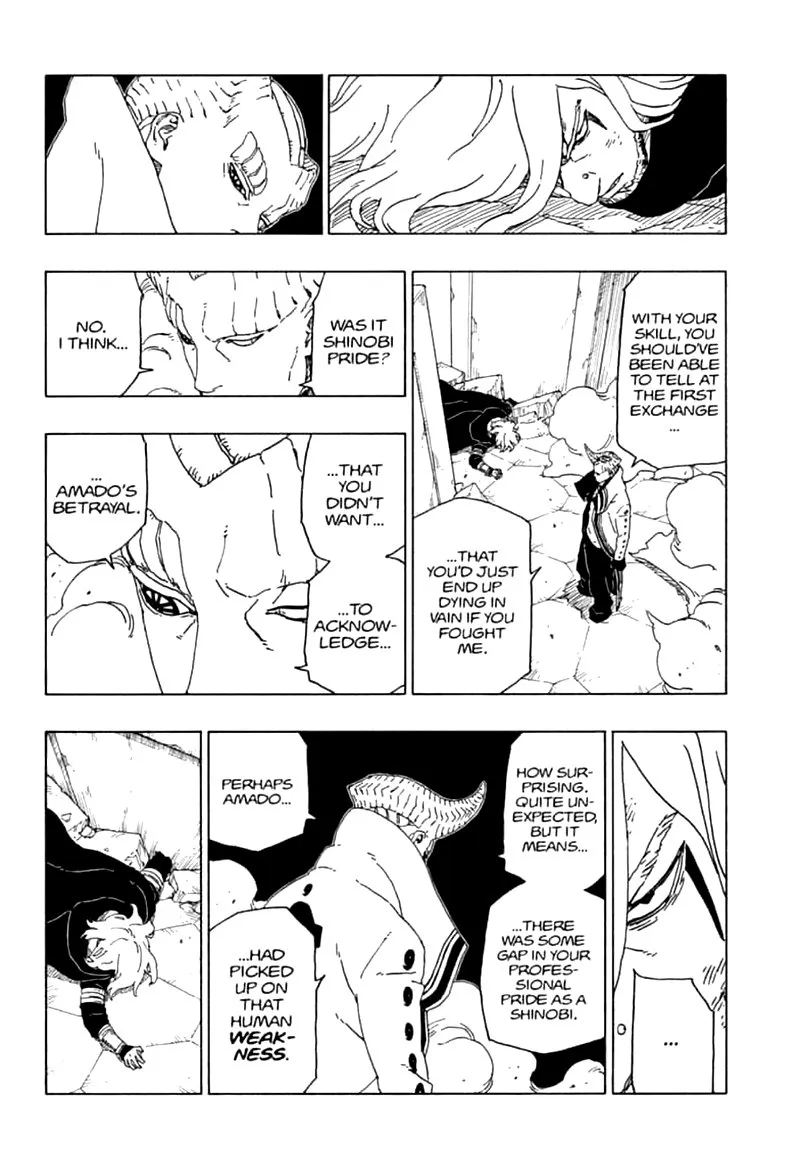 WITH YOUR
SKILL, YOU
SHOULD'VE
BEEN ABLE
TO TELL AT
THE FIRST
EXCHANGE
...
...THAT
YOU'D JUST
END UP
DYING IN
VAIN IF YOU
FOUGHT
ME.
WAS IT
SHINOBI
PRIDE?
NO.
I THINK...
...THAT
YOU DIDN'T
WANT...
...TO
ACKNOW-
LEDGE...
...
AMADO'S
BETRAYAL.
...
HOW SUR-
PRISING.
QUITE UN-
EXPECTED,
BUT IT
MEANS...
...THERE
WAS SOME
GAP IN YOUR
PROFES-
SIONAL
PRIDE AS A
SHINOBI.
PERHAPS
AMADO...
...HAD
PICKED
UP ON
THAT
HUMAN
WEAK-
NESS.